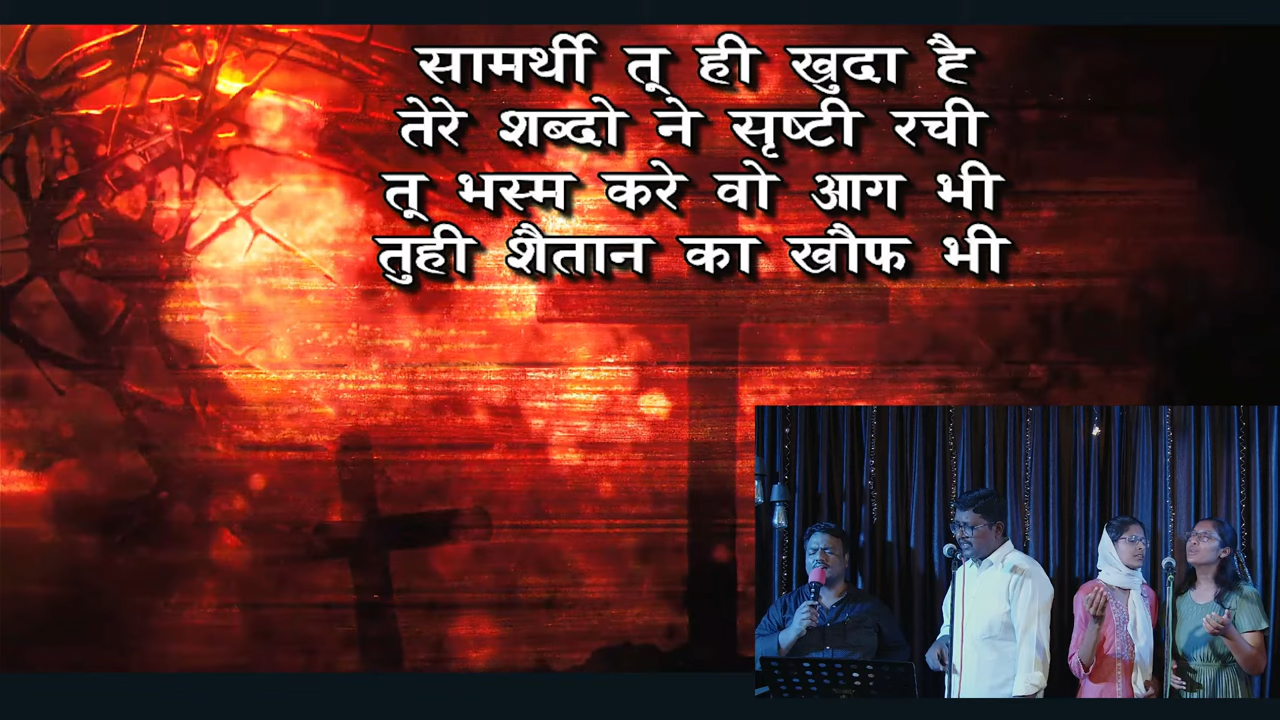 सामर्थी तू ही खुदा है
तेरे शब्दो ने सृष्टी रची
तू भस्म करे वो आग भी
तुही शैतान का खौफ भी